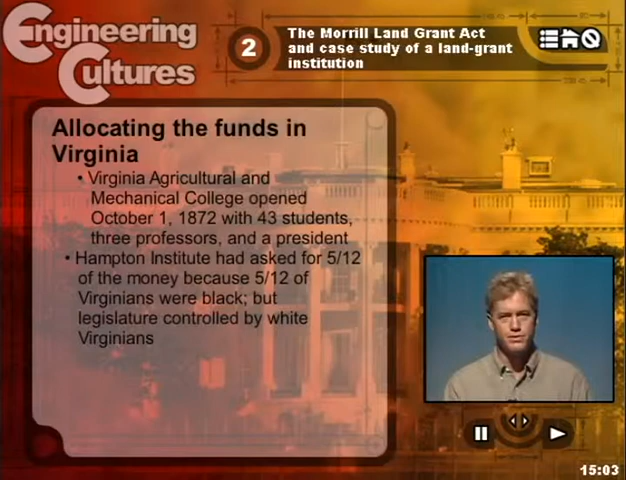 Engineering
Cultures
2
The Morrill Land Grant Act
and case study of a land-grant
institution
Allocating the funds in
Virginia
• Virginia Agricultural and
Mechanical College opened
October 1, 1872 with 43 students,
three professors, and a president
• Hampton Institute had asked for 5/12
of the money because 5/12 of
Virginians were black; but
legislature controlled by white
Virginians
15:03